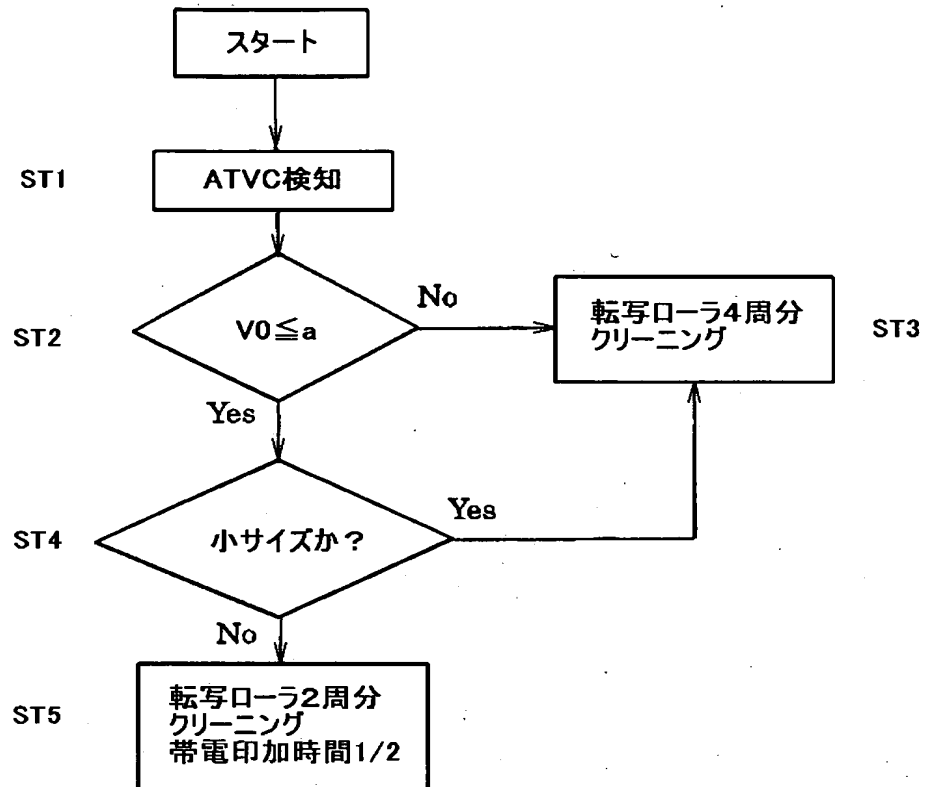 スタート
ST1
ATVC検知
ST2
V0≦a
No
転写ローラ4周分
クリーニング
ST3
Yes
ST4
小サイズか？
Yes
No
ST5
転写ローラ2周分
クリーニング
帯電印加時間1/2